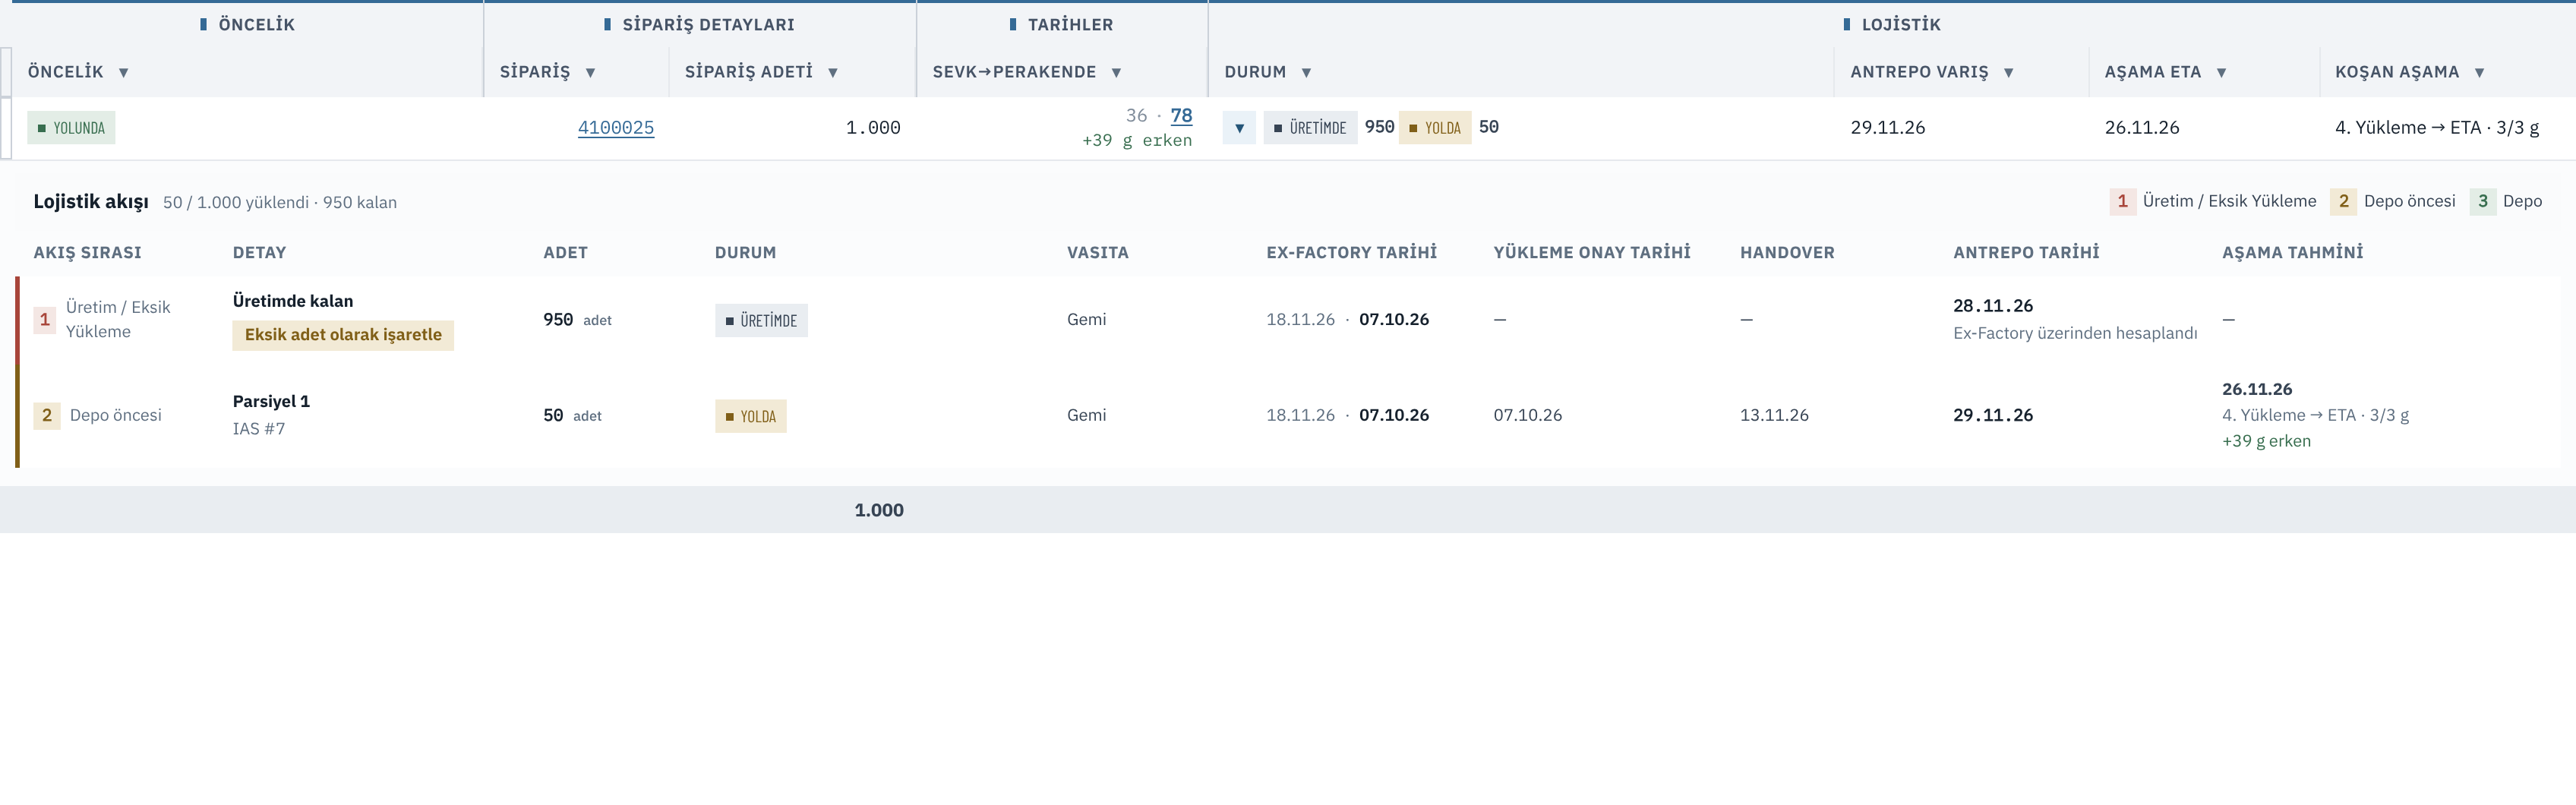 ÖNCELİK SİPARİŞ DETAYLARI TARİHLER LOJİSTİK
ÖNCELİK ▼ SİPARİŞ ▼ SİPARİŞ ADETİ ▼ SEVK→PERAKENDE ▼ DURUM ▼ ANTREPO VARIŞ ▼ AŞAMA ETA ▼ KOŞAN AŞAMA ▼
YOLUNDA 4100025 1.000 36 · 78 ▼ ÜRETİMDE 950 YOLDA 50 29.11.26 26.11.26 4. Yükleme → ETA · 3/3 g
+39 g erken
Lojistik akışı 50 / 1.000 yüklendi · 950 kalan 1 Üretim / Eksik Yükleme 2 Depo öncesi 3 Depo
AKIŞ SIRASI DETAY ADET DURUM VASITA EX-FACTORY TARİHİ YÜKLEME ONAY TARİHİ HANDOVER ANTREPO TARİHİ AŞAMA TAHMİNİ
1 Üretim / Eksik Yükleme Üretimde kalan 950 adet ÜRETİMDE Gemi 18.11.26 · 07.10.26 — — 28.11.26 —
Eksik adet olarak işaretle Ex-Factory üzerinden hesaplandı
2 Depo öncesi Parsiyel 1 50 adet YOLDA Gemi 18.11.26 · 07.10.26 07.10.26 13.11.26 29.11.26 26.11.26
IAS #7 4. Yükleme → ETA · 3/3 g
+39 g erken
1.000